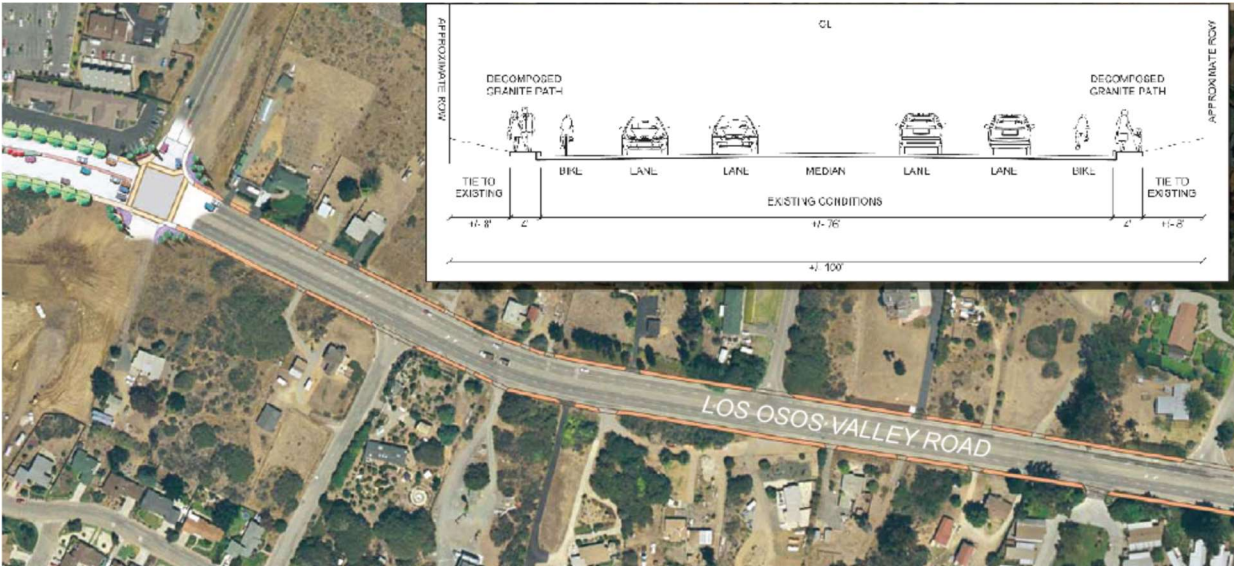 CL
APPROXIMATE ROW
APPROXIMATE ROW
DECOMPOSED
GRANITE PATH
DECOMPOSED
GRANITE PATH
BIKE LANE LANE MEDIAN LANE LANE BIKE
TIE TO
EXISTING
TIE TO
EXISTING
EXISTING CONDITIONS
+/- 8' 4' +/- 76' 4' +/- 8'
+/- 100'
LOS OSOS VALLEY ROAD